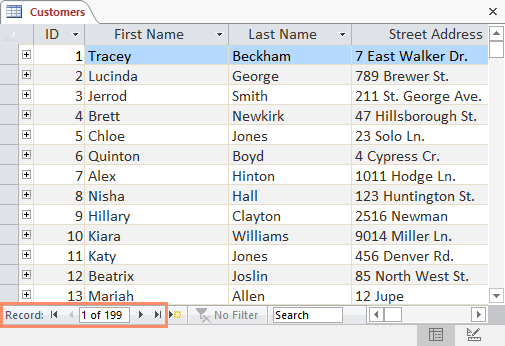 Customers
ID First Name Last Name Street Address
1 Tracey Beckham 7 East Walker Dr.
2 Lucinda George 789 Brewer St.
3 Jerrod Smith 211 St. George Ave.
4 Brett Newkirk 47 Hillsborough St.
5 Chloe Jones 23 Solo Ln.
6 Quinton Boyd 4 Cypress Cr.
7 Alex Hinton 1011 Hodge Ln.
8 Nisha Hall 123 Huntington St.
9 Hillary Clayton 2516 Newman
10 Kiara Williams 9014 Miller Ln.
11 Katy Jones 456 Denver Rd.
12 Beatrix Joslin 85 North West St.
13 Mariah Allen 12 Jupe
Record: 1 of 199 No Filter Search